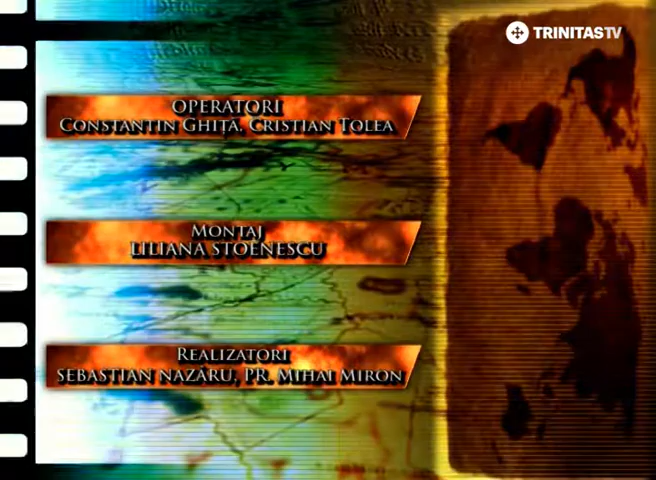 TRINITAS TV
OPERATORI
CONSTANTIN GHIȚĂ, CRISTIAN TOLEA
MONTAJ
LILIANA STOENESCU
REALIZATORI
SEBASTIAN NAZÂRU, PR. MIHAI MIRON